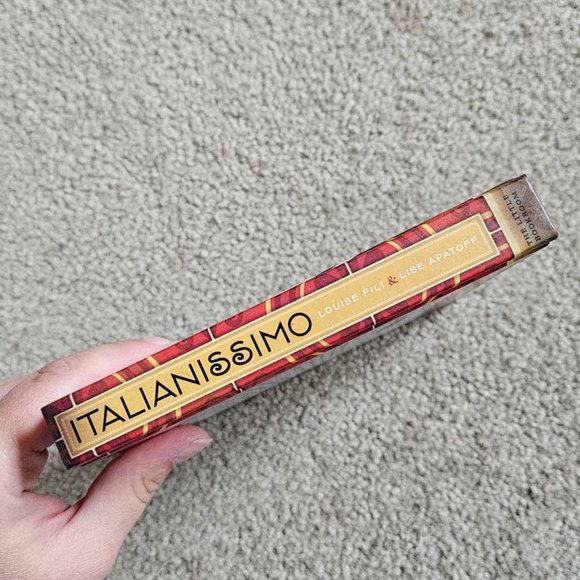 ITALIANISSIMO LOUISE FILI & LISE APATOFF
THE LITTLE
BOOKROOM